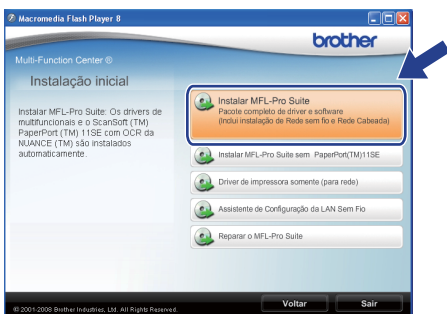 Macromedia Flash Player 8
brother
Multi-Function Center ®
Instalação inicial
Instalar MFL-Pro Suite: Os drivers de
multifuncionais e o ScanSoft (TM)
PaperPort (TM) 11SE com OCR da
NUANCE (TM) são instalados
automaticamente.
Instalar MFL-Pro Suite
Pacote completo de driver e software
(Inclui instalação de Rede sem fio e Rede Cabeada)
Instalar MFL-Pro Suite sem PaperPort(TM)11SE
Driver de impressora somente (para rede)
Assistente de Configuração da LAN Sem Fio
Reparar o MFL-Pro Suite
© 2001-2008 Brother Industries, Ltd. All Rights Reserved.
Voltar
Sair